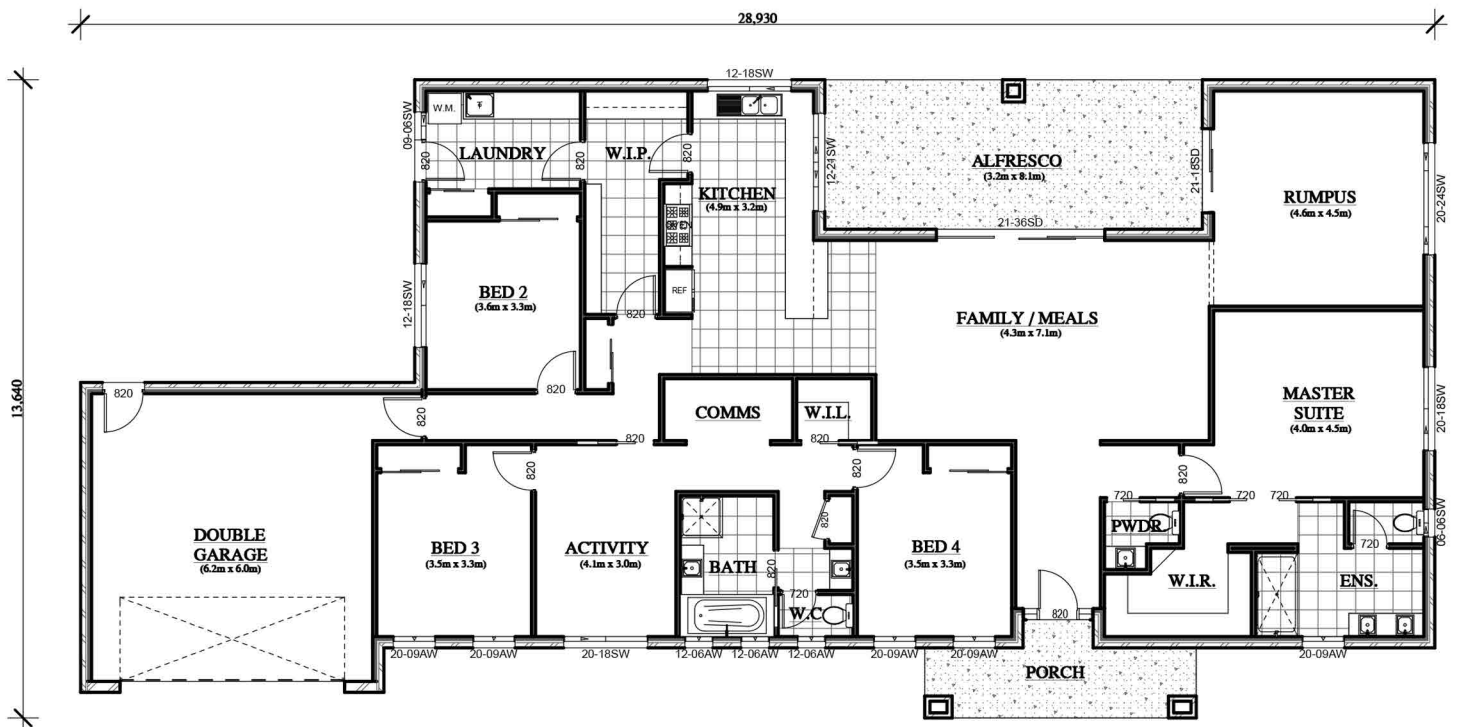 28,930
13,640
12-18SW
09-06SW
W.M.
820
LAUNDRY
820
W.I.P.
820
KITCHEN
(4.9m x 3.2m)
12-24SW
ALFRESCO
(3.2m x 8.1m)
21-18SD
21-36SD
RUMPUS
(4.6m x 4.5m)
20-24SW
12-18SW
BED 2
(3.6m x 3.3m)
REF
820
820
FAMILY / MEALS
(4.3m x 7.1m)
MASTER
SUITE
(4.0m x 4.5m)
20-18SW
820
820
COMMS
W.I.L.
820
820
820
820
820
720
720
720
06-06SW
DOUBLE
GARAGE
(6.2m x 6.0m)
BED 3
(3.5m x 3.3m)
ACTIVITY
(4.1m x 3.0m)
BATH
820
820
720
W.C
BED 4
(3.5m x 3.3m)
PWDR.
W.I.R.
720
ENS.
820
20-09AW
20-09AW
20-18SW
12-06AW
12-06AW
12-06AW
20-09AW
20-09AW
20-09AW
PORCH